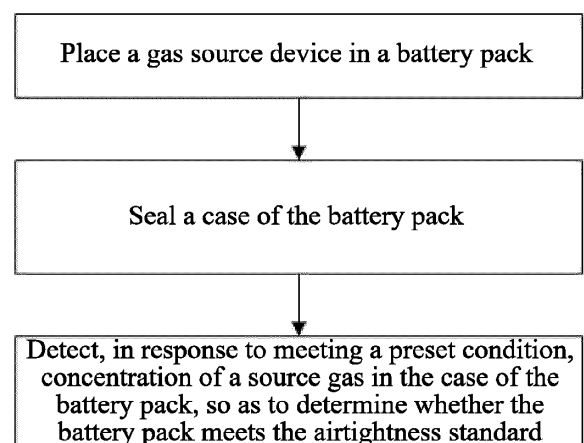 Place a gas source device in a battery pack
Seal a case of the battery pack
Detect, in response to meeting a preset condition,
concentration of a source gas in the case of the
battery pack, so as to determine whether the
battery pack meets the airtightness standard